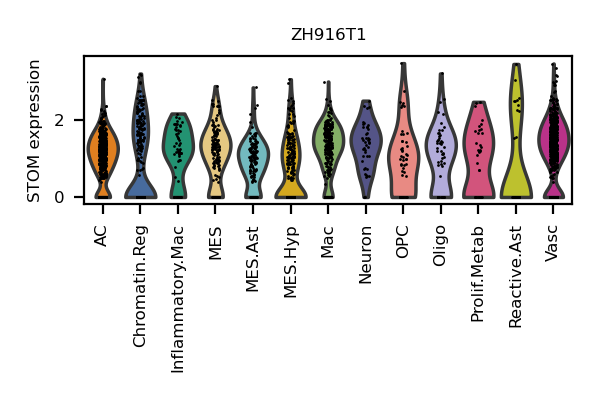 ZH916T1
STOM expression
2
0
AC
Chromatin.Reg
Inflammatory.Mac
MES
MES.Ast
MES.Hyp
Mac
Neuron
OPC
Oligo
Prolif.Metab
Reactive.Ast
Vasc